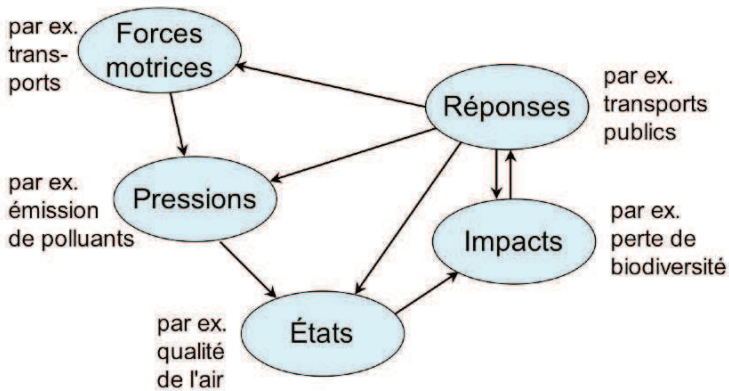 par ex.
trans-
ports
Forces
motrices
Réponses
par ex.
transports
publics
par ex.
émission
de polluants
Pressions
Impacts
par ex.
perte de
biodiversité
par ex.
qualité
de l'air
États